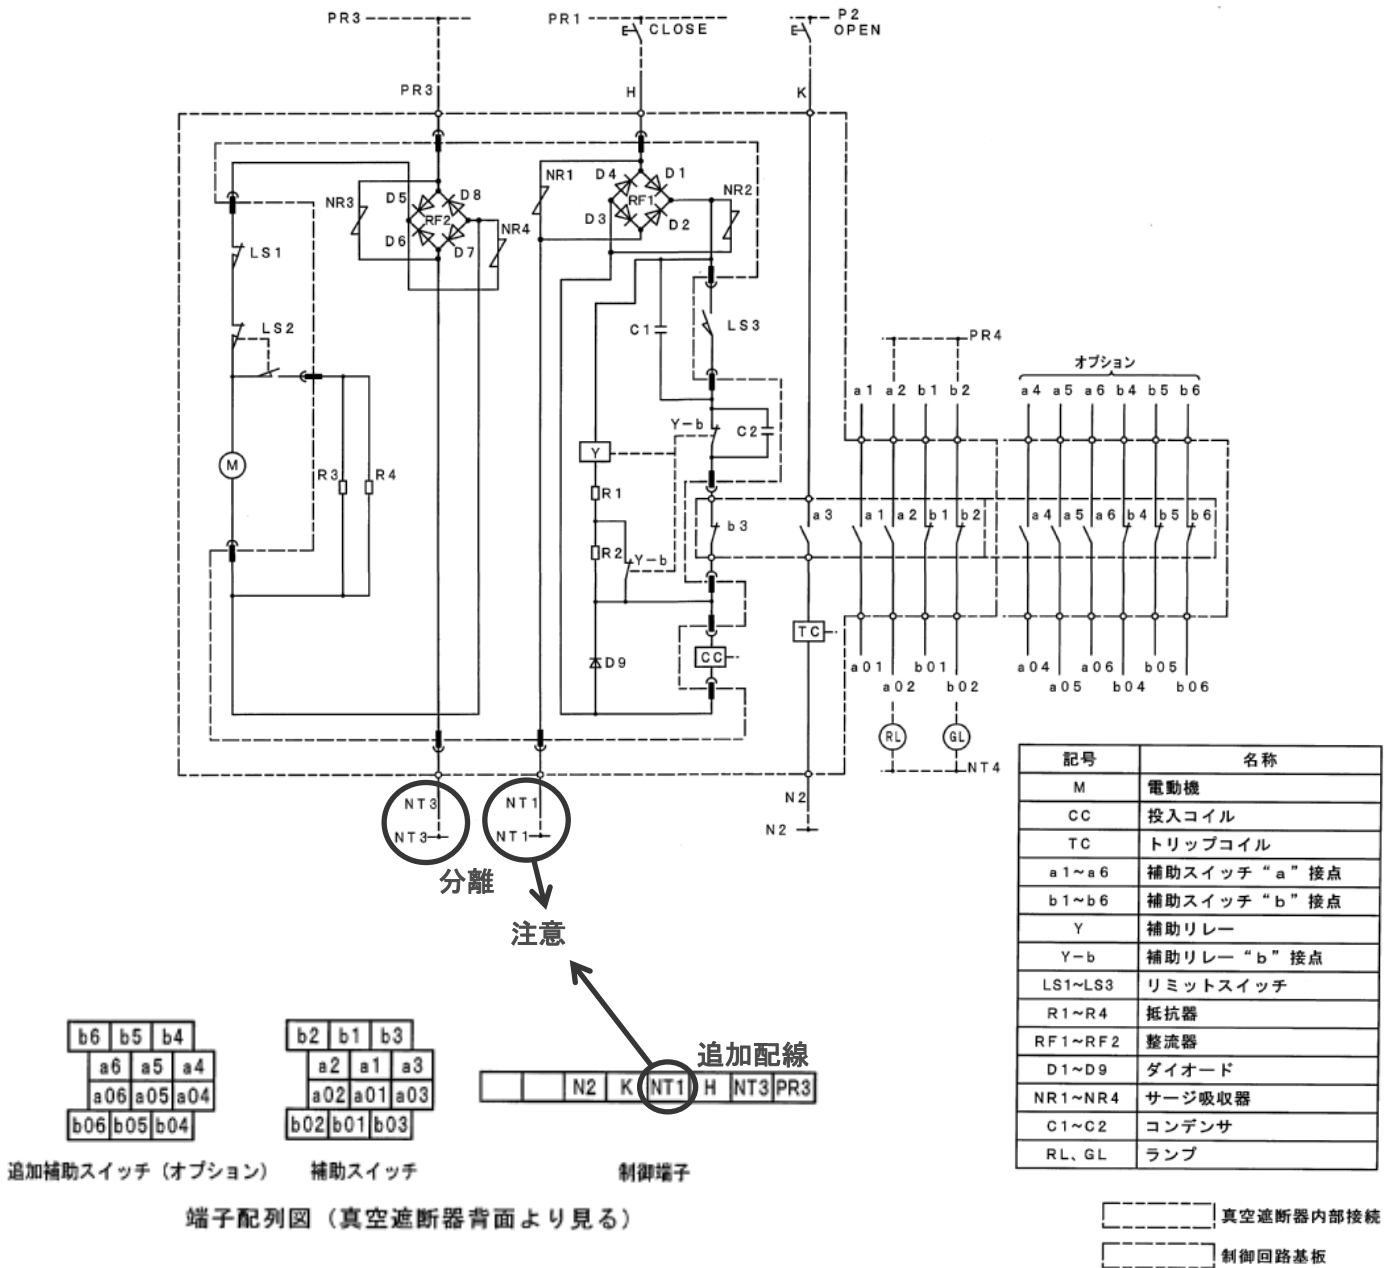 PR3
PR1
CLOSE
P2
OPEN
PR3
H
K
NR3
D5
D8
RF2
D6
D7
NR4
NR1
D4
D1
RF1
D3
D2
NR2
LS1
LS2
C1
LS3
PR4
オプション
a1 a2 b1 b2
a4 a5 a6 b4 b5 b6
Y-b
C2
M
R3
R4
Y
R1
R2
Y-b
b3
a3
a1 a2 b1 b2
a4 a5 a6 b4 b5 b6
TC
CC
D9
a01
a02
b01
b02
a04
a05
a06
b04
b05
b06
RL
GL
NT4
NT3
NT3
NT1
NT1
N2
N2
分離
注意
追加配線
記号 名称
M 電動機
CC 投入コイル
TC トリップコイル
a1~a6 補助スイッチ“a”接点
b1~b6 補助スイッチ“b”接点
Y 補助リレー
Y-b 補助リレー“b”接点
LS1~LS3 リミットスイッチ
R1~R4 抵抗器
RF1~RF2 整流器
D1~D9 ダイオード
NR1~NR4 サージ吸収器
C1~C2 コンデンサ
RL、GL ランプ
b6 b5 b4
a6 a5 a4
a06 a05 a04
b06 b05 b04
追加補助スイッチ(オプション)
b2 b1 b3
a2 a1 a3
a02 a01 a03
b02 b01 b03
補助スイッチ
N2 K NT1 H NT3 PR3
制御端子
端子配列図(真空遮断器背面より見る)
真空遮断器内部接続
制御回路基板